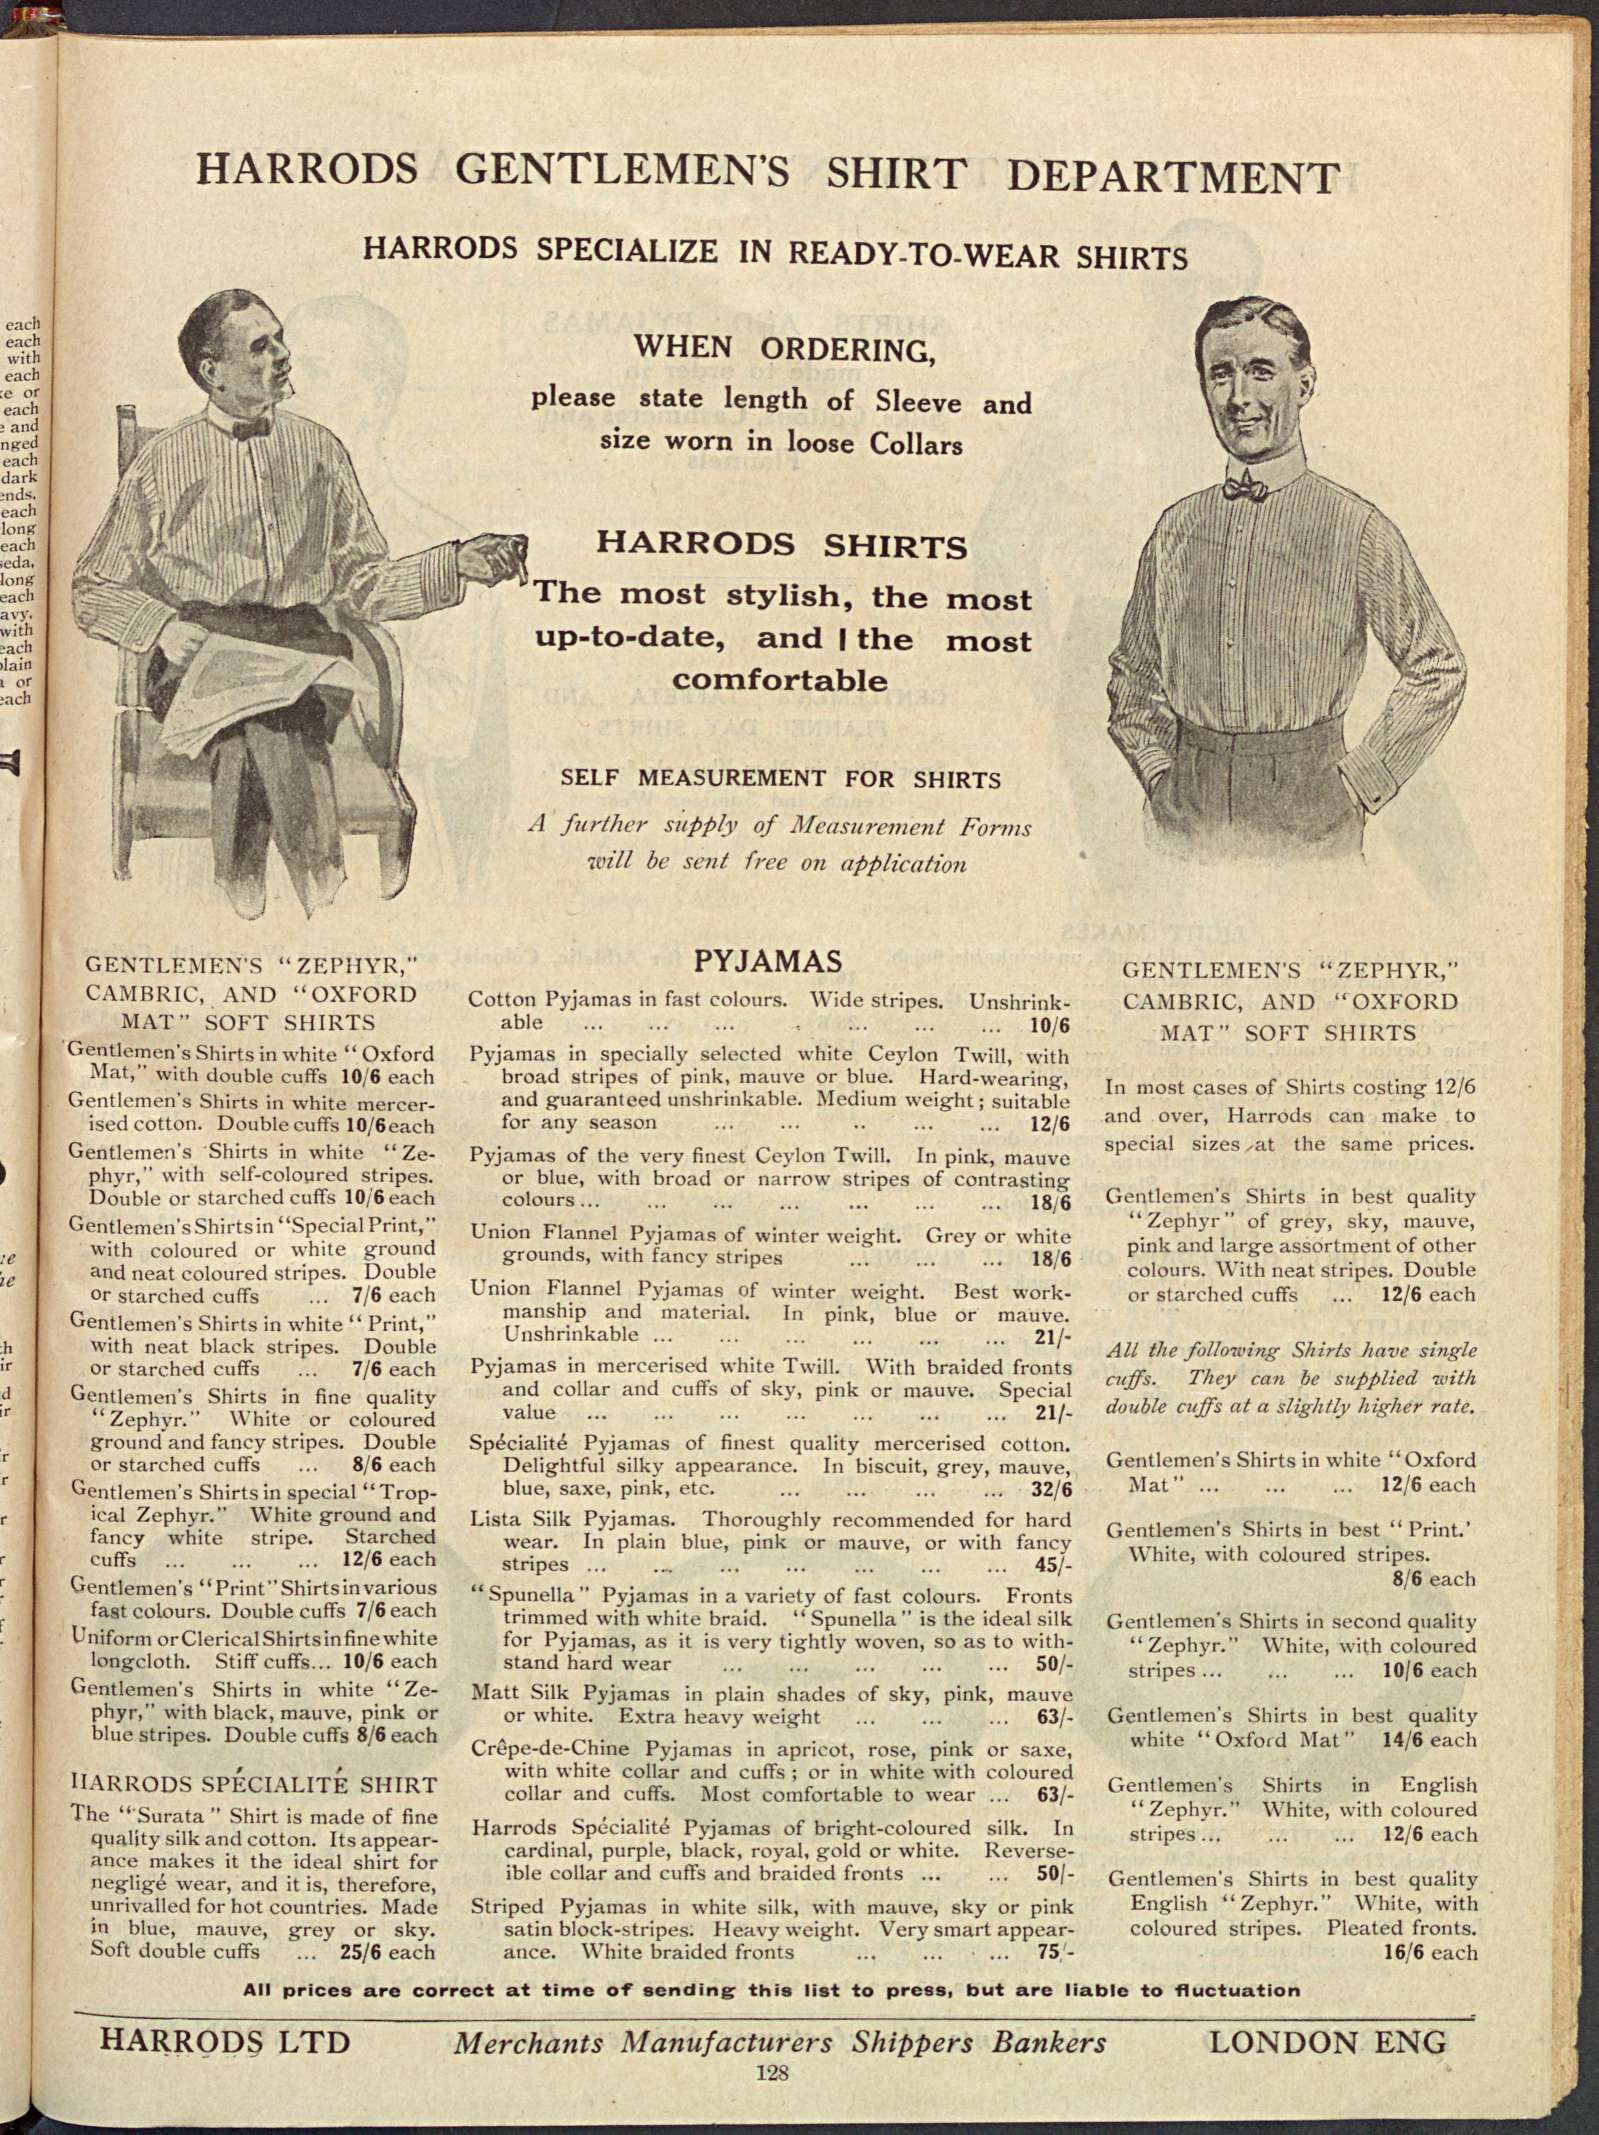 HARRODS GENTLEMEN'S SHIRT DEPARTMENT
HARRODS SPECIALIZE IN READY-TO-WEAR SHIRTS
WHEN ORDERING,
please state length of Sleeve and
size worn in loose Collars
HARRODS SHIRTS
The most stylish, the most
up-to-date, and the most
comfortable
SELF MEASUREMENT FOR SHIRTS
A further supply of Measurement Forms
will be sent free on application
GENTLEMEN'S "ZEPHYR,"
CAMBRIC, AND "OXFORD
MAT" SOFT SHIRTS
Gentlemen's Shirts in white "Oxford
Mat," with double cuffs 10/6 each
Gentlemen's Shirts in white mercer-
ised cotton. Double cuffs 10/6 each
Gentlemen's Shirts in white "Ze-
phyr," with self-coloured stripes.
Double or starched cuffs 10/6 each
Gentlemen's Shirts in "Special Print,"
with coloured or white ground
and neat coloured stripes. Double
or starched cuffs ... 7/6 each
Gentlemen's Shirts in white "Print,"
with neat black stripes. Double
or starched cuffs ... 7/6 each
Gentlemen's Shirts in fine quality
"Zephyr." White or coloured
ground and fancy stripes. Double
or starched cuffs ... 8/6 each
Gentlemen's Shirts in special "Trop-
ical Zephyr." White ground and
fancy white stripe. Starched
cuffs ... ... ... 12/6 each
Gentlemen's "Print" Shirts in various
fast colours. Double cuffs 7/6 each
Uniform or Clerical Shirts in fine white
longcloth. Stiff cuffs... 10/6 each
Gentlemen's Shirts in white "Ze-
phyr," with black, mauve, pink or
blue stripes. Double cuffs 8/6 each
HARRODS SPÉCIALITÉ SHIRT
The "Surata" Shirt is made of fine
quality silk and cotton. Its appear-
ance makes it the ideal shirt for
negligé wear, and it is, therefore,
unrivalled for hot countries. Made
in blue, mauve, grey or sky.
Soft double cuffs ... 25/6 each
PYJAMAS
Cotton Pyjamas in fast colours. Wide stripes. Unshrink-
able ... ... ... . ... ... ... 10/6
Pyjamas in specially selected white Ceylon Twill, with
broad stripes of pink, mauve or blue. Hard-wearing,
and guaranteed unshrinkable. Medium weight; suitable
for any season ... ... .. ... ... 12/6
Pyjamas of the very finest Ceylon Twill. In pink, mauve
or blue, with broad or narrow stripes of contrasting
colours ... ... ... ... ... ... ... 18/6
Union Flannel Pyjamas of winter weight. Grey or white
grounds, with fancy stripes ... ... ... 18/6
Union Flannel Pyjamas of winter weight. Best work-
manship and material. In pink, blue or mauve.
Unshrinkable ... ... ... ... ... ... 21/-
Pyjamas in mercerised white Twill. With braided fronts
and collar and cuffs of sky, pink or mauve. Special
value ... ... ... ... ... ... ... 21/-
Spécialité Pyjamas of finest quality mercerised cotton.
Delightful silky appearance. In biscuit, grey, mauve,
blue, saxe, pink, etc. ... ... ... ... 32/6
Lista Silk Pyjamas. Thoroughly recommended for hard
wear. In plain blue, pink or mauve, or with fancy
stripes ... ... ... ... ... ... ... 45/-
"Spunella" Pyjamas in a variety of fast colours. Fronts
trimmed with white braid. "Spunella" is the ideal silk
for Pyjamas, as it is very tightly woven, so as to with-
stand hard wear ... ... ... ... ... 50/-
Matt Silk Pyjamas in plain shades of sky, pink, mauve
or white. Extra heavy weight ... ... ... 63/-
Crêpe-de-Chine Pyjamas in apricot, rose, pink or saxe,
with white collar and cuffs; or in white with coloured
collar and cuffs. Most comfortable to wear ... 63/-
Harrods Spécialité Pyjamas of bright-coloured silk. In
cardinal, purple, black, royal, gold or white. Reverse-
ible collar and cuffs and braided fronts ... ... 50/-
Striped Pyjamas in white silk, with mauve, sky or pink
satin block-stripes. Heavy weight. Very smart appear-
ance. White braided fronts ... ... ... 75/-
GENTLEMEN'S "ZEPHYR,"
CAMBRIC, AND "OXFORD
MAT" SOFT SHIRTS
In most cases of Shirts costing 12/6
and over, Harrods can make to
special sizes at the same prices.
Gentlemen's Shirts in best quality
"Zephyr" of grey, sky, mauve,
pink and large assortment of other
colours. With neat stripes. Double
or starched cuffs ... 12/6 each
All the following Shirts have single
cuffs. They can be supplied with
double cuffs at a slightly higher rate.
Gentlemen's Shirts in white "Oxford
Mat" ... ... ... 12/6 each
Gentlemen's Shirts in best "Print.'
White, with coloured stripes.
8/6 each
Gentlemen's Shirts in second quality
"Zephyr." White, with coloured
stripes ... ... ... 10/6 each
Gentlemen's Shirts in best quality
white "Oxford Mat" 14/6 each
Gentlemen's Shirts in English
"Zephyr." White, with coloured
stripes ... ... ... 12/6 each
Gentlemen's Shirts in best quality
English "Zephyr." White, with
coloured stripes. Pleated fronts.
16/6 each
All prices are correct at time of sending this list to press, but are liable to fluctuation
HARRODS LTD Merchants Manufacturers Shippers Bankers LONDON ENG
128